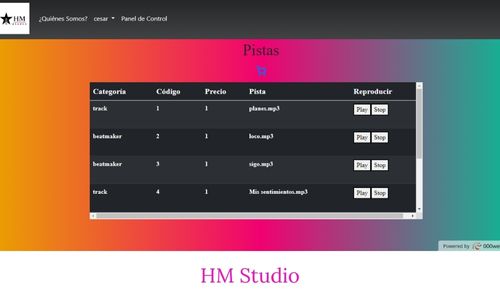 HM
STUDIO
¿Quiénes Somos? cesar Panel de Control
Pistas
Categoría Código Precio Pista Reproducir
track 1 1 planes.mp3 Play Stop
beatmaker 2 1 loco.mp3 Play Stop
beatmaker 3 1 sigo.mp3 Play Stop
track 4 1 Mis sentimientos.mp3 Play Stop
Powered by 000we
HM Studio